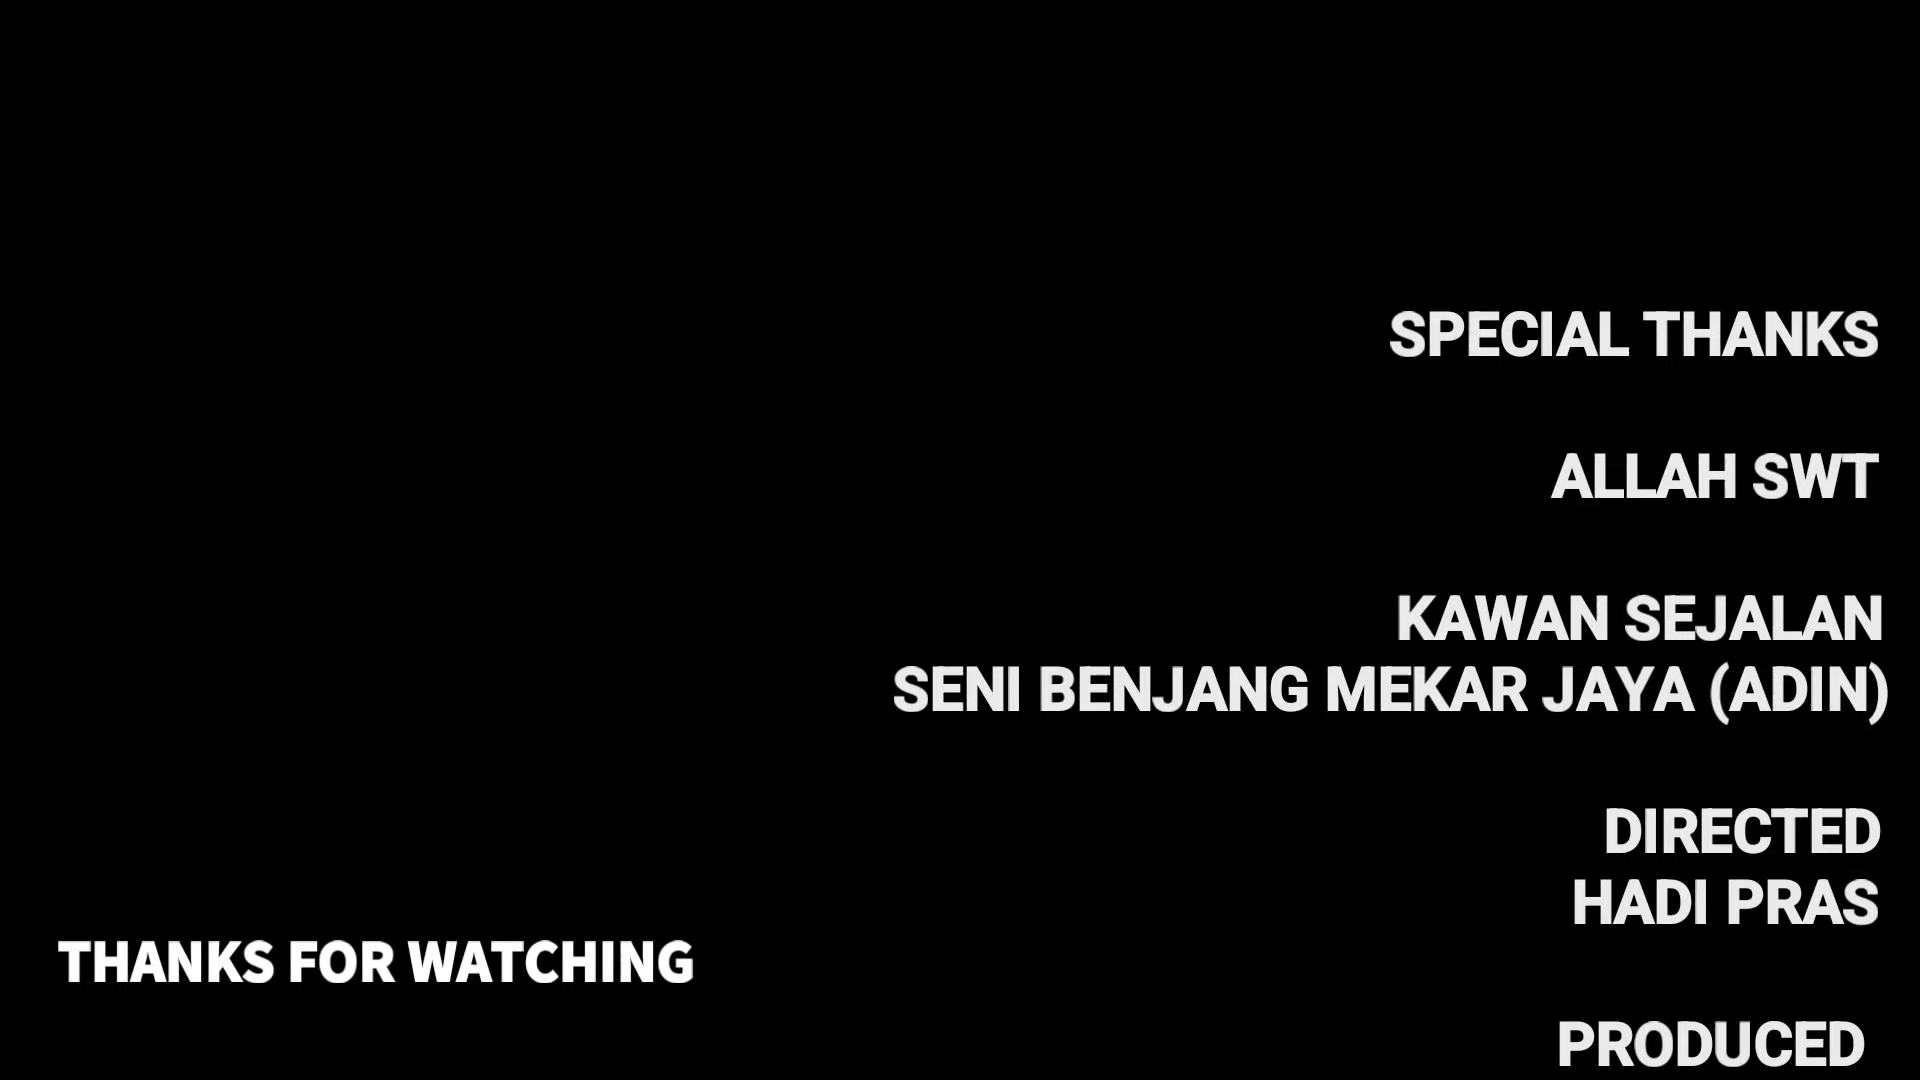 SPECIAL THANKS
ALLAH SWT
KAWAN SEJALAN
SENI BENJANG MEKAR JAYA (ADIN)
DIRECTED
HADI PRAS
THANKS FOR WATCHING
PRODUCED